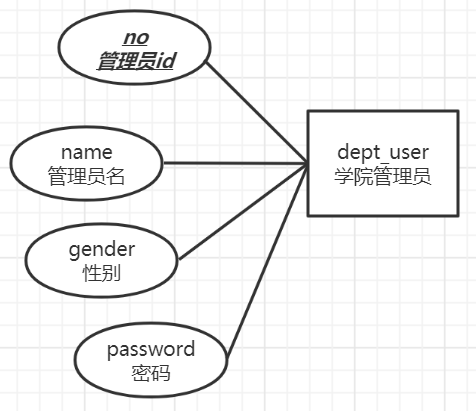 no
管理员id
name
管理员名
gender
性别
password
密码
dept_user
学院管理员